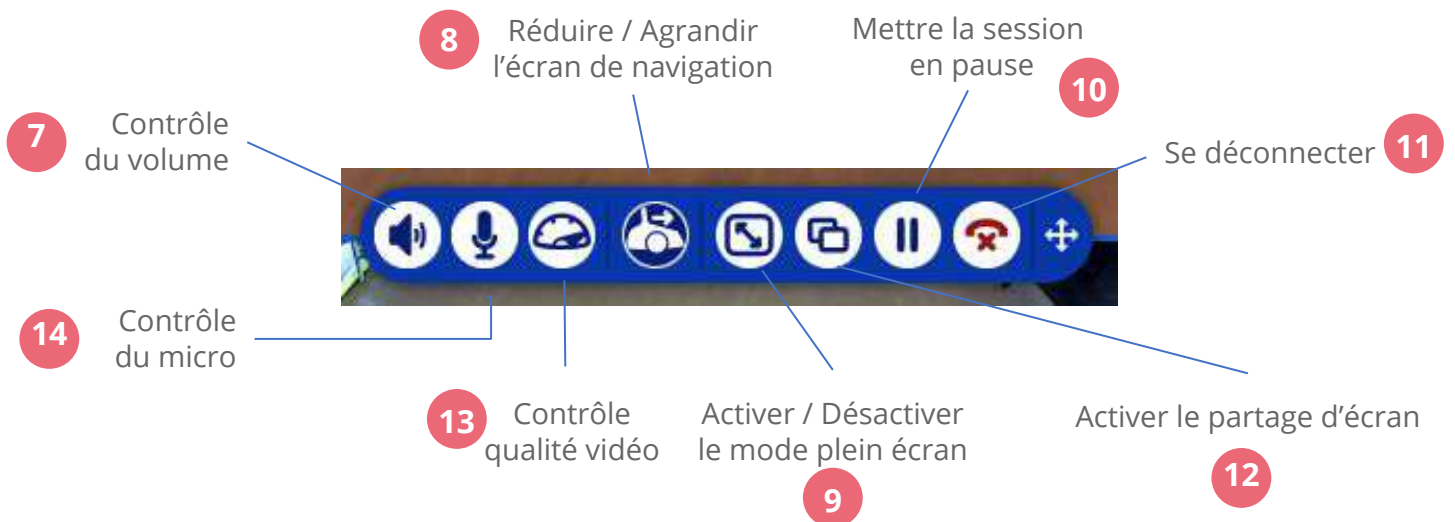 8
Réduire / Agrandir
l’écran de navigation
Mettre la session
en pause
10
7
Contrôle
du volume
Se déconnecter
11
14
Contrôle
du micro
13
Contrôle
qualité vidéo
Activer / Désactiver
le mode plein écran
9
Activer le partage d’écran
12